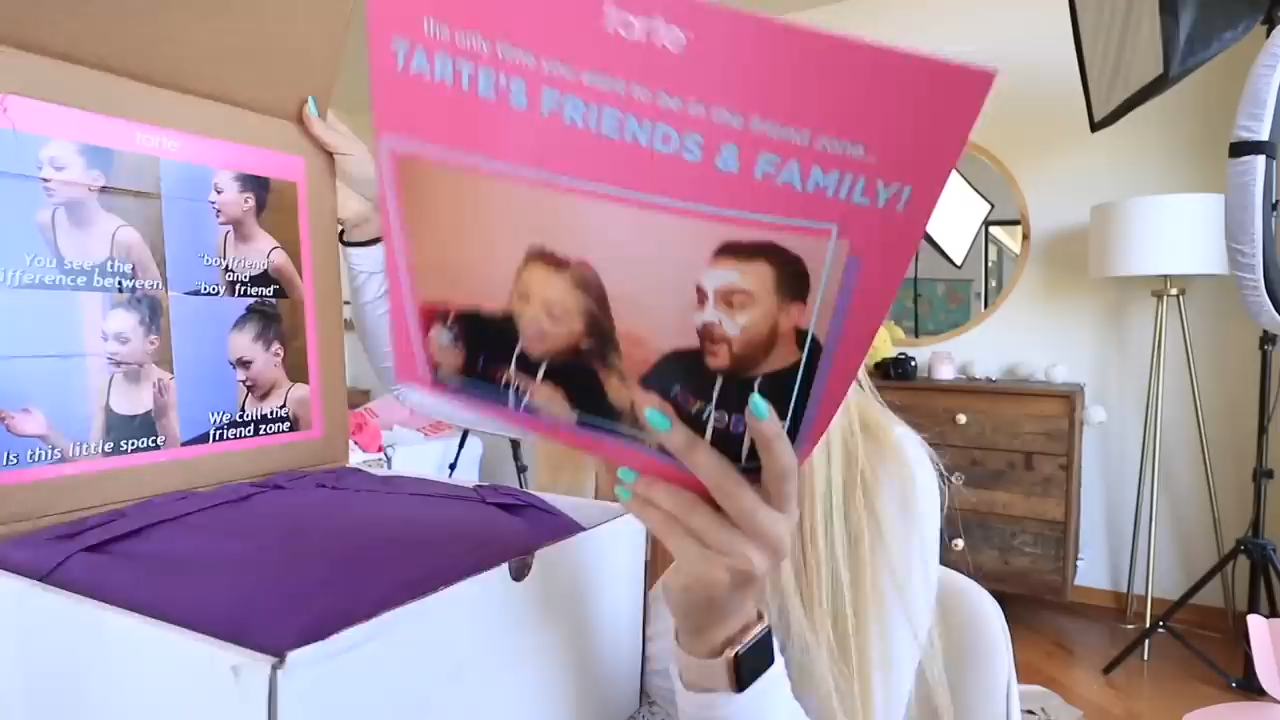 tarte
You see, the
ifference between
"boyfriend"
and
"boy friend"
Is this little space
We call the
friend zone
tarte
the only time you want to be in the friend zone...
TARTE'S FRIENDS & FAMILY!